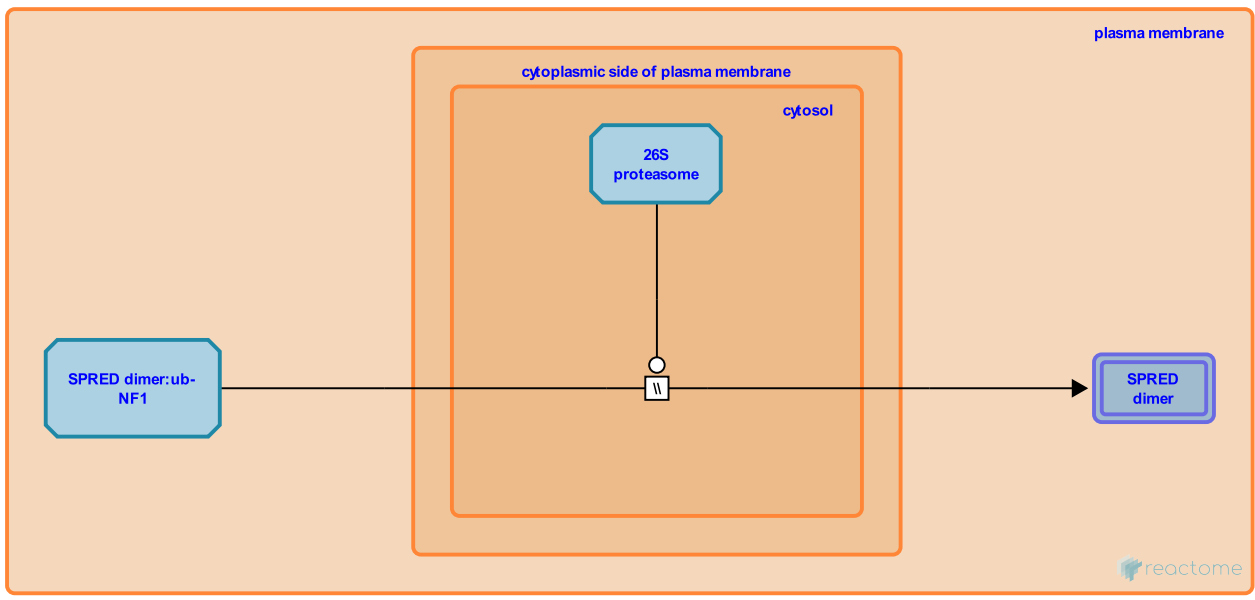 plasma membrane
cytoplasmic side of plasma membrane
cytosol
26S
proteasome
SPRED dimer:ub-
NF1
\\
SPRED
dimer
reactome